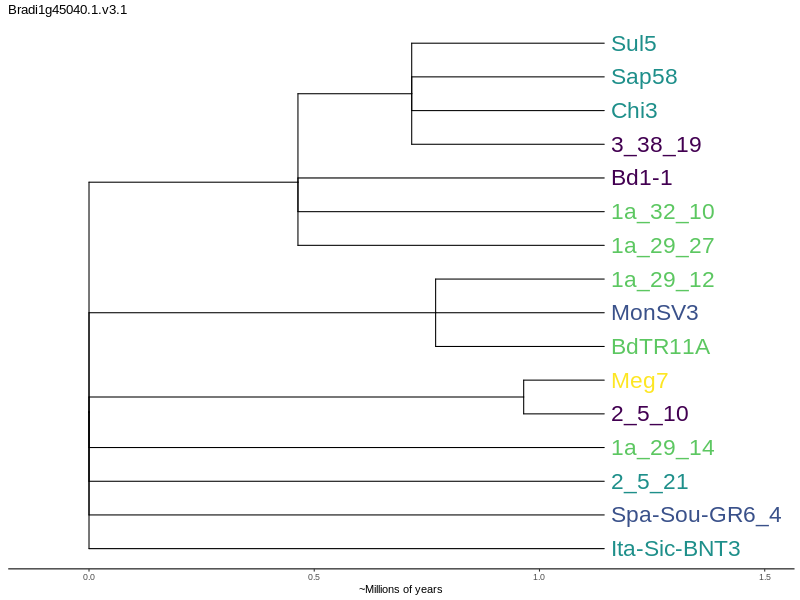 Bradi1g45040.1.v3.1
Sul5
Sap58
Chi3
3_38_19
Bd1-1
1a_32_10
1a_29_27
1a_29_12
MonSV3
BdTR11A
Meg7
2_5_10
1a_29_14
2_5_21
Spa-Sou-GR6_4
Ita-Sic-BNT3
0.0 0.5 1.0 1.5
~Millions of years